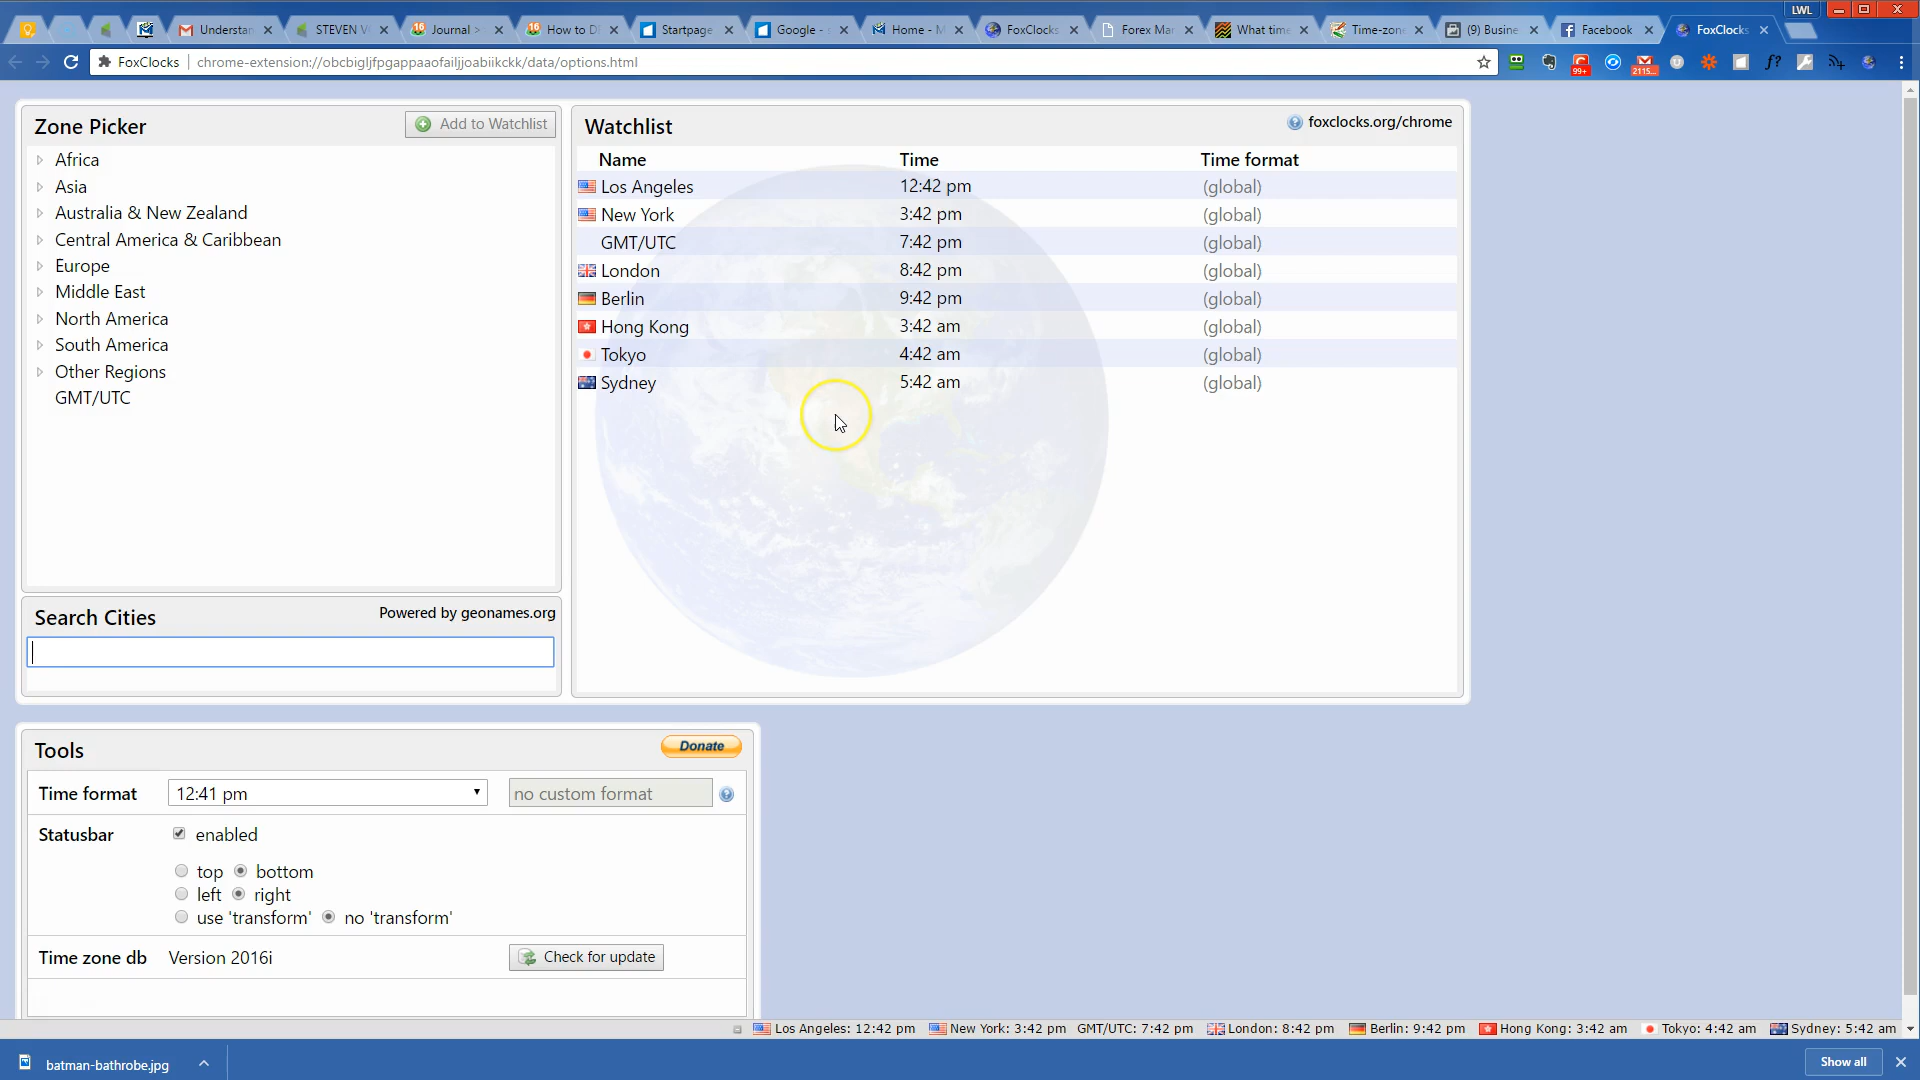 LWL
Understan
STEVEN V
Journal >
How to D
Startpage
Google - s
Home - M
FoxClocks
Forex Mar
What time
Time-zon
(9) Busine
Facebook
FoxClocks
FoxClocks
chrome-extension://obcbigljfpgappaaofailjjoabiikckk/data/options.html
99+
2115...
f?
Zone Picker
Add to Watchlist
Africa
Asia
Australia & New Zealand
Central America & Caribbean
Europe
Middle East
North America
South America
Other Regions
GMT/UTC
Search Cities
Powered by geonames.org
Watchlist
foxclocks.org/chrome
Name Time Time format
Los Angeles 12:42 pm (global)
New York 3:42 pm (global)
GMT/UTC 7:42 pm (global)
London 8:42 pm (global)
Berlin 9:42 pm (global)
Hong Kong 3:42 am (global)
Tokyo 4:42 am (global)
Sydney 5:42 am (global)
Tools
Donate
Time format 12:41 pm no custom format
Statusbar enabled
top bottom
left right
use 'transform' no 'transform'
Time zone db Version 2016i Check for update
Los Angeles: 12:42 pm New York: 3:42 pm GMT/UTC: 7:42 pm London: 8:42 pm Berlin: 9:42 pm Hong Kong: 3:42 am Tokyo: 4:42 am Sydney: 5:42 am
batman-bathrobe.jpg
Show all